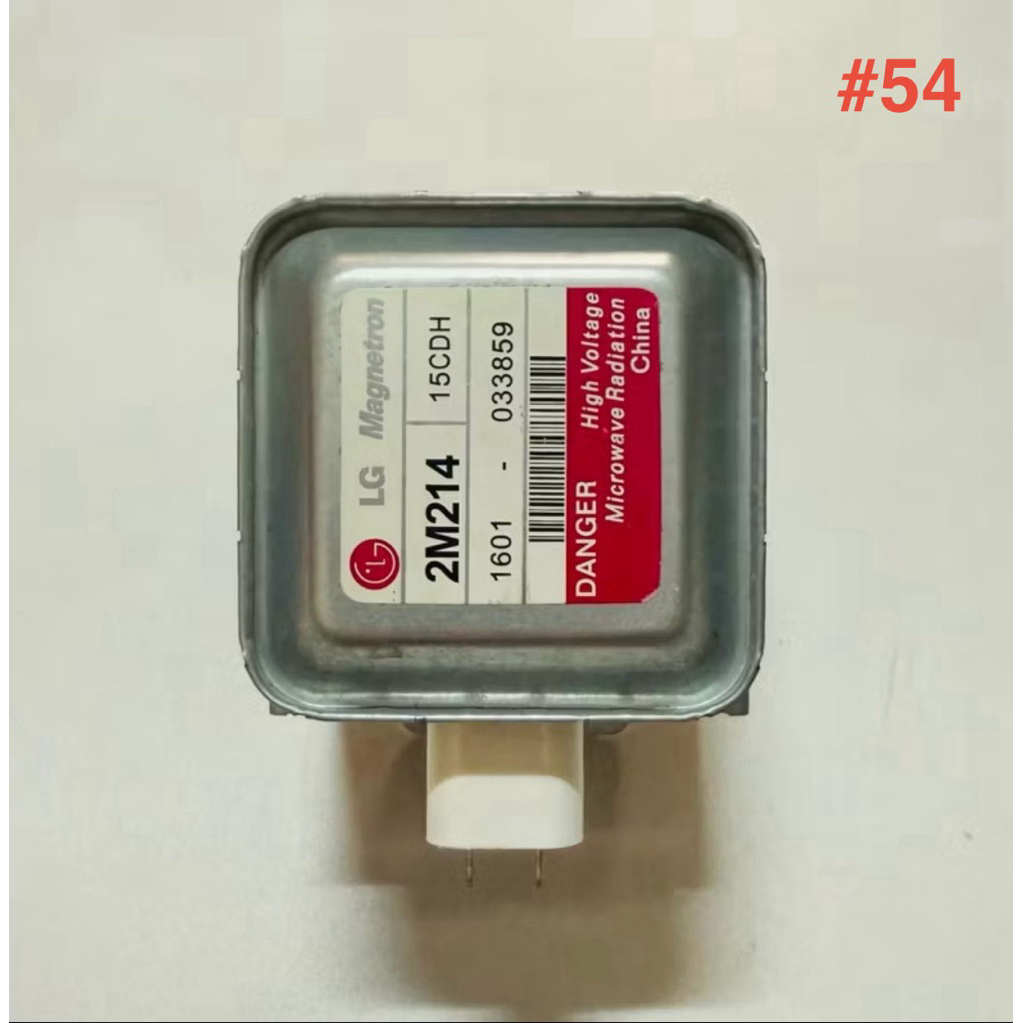 #54
LG Magnetron
2M214 15CDH
1601 - 033859
DANGER High Voltage
Microwave Radiation
China